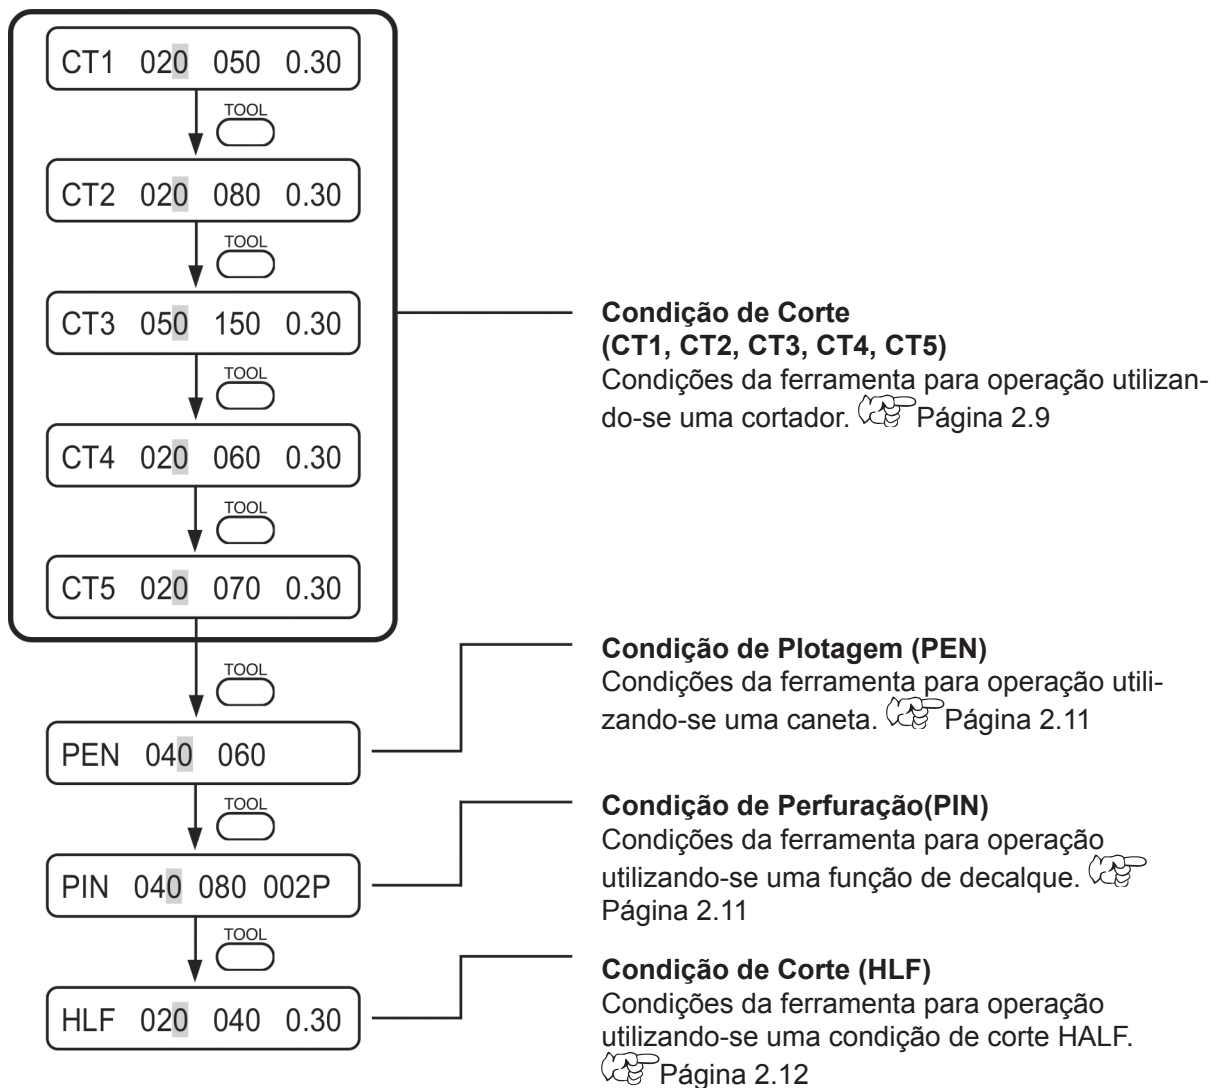 CT1 020 050 0.30
TOOL
CT2 020 080 0.30
TOOL
CT3 050 150 0.30
TOOL
CT4 020 060 0.30
TOOL
CT5 020 070 0.30
TOOL
PEN 040 060
TOOL
PIN 040 080 002P
TOOL
HLF 020 040 0.30
Condição de Corte
(CT1, CT2, CT3, CT4, CT5)
Condições da ferramenta para operação utilizan-
do-se uma cortador. Página 2.9
Condição de Plotagem (PEN)
Condições da ferramenta para operação utili-
zando-se uma caneta. Página 2.11
Condição de Perfuração(PIN)
Condições da ferramenta para operação
utilizando-se uma função de decalque.
Página 2.11
Condição de Corte (HLF)
Condições da ferramenta para operação
utilizando-se uma condição de corte HALF.
Página 2.12